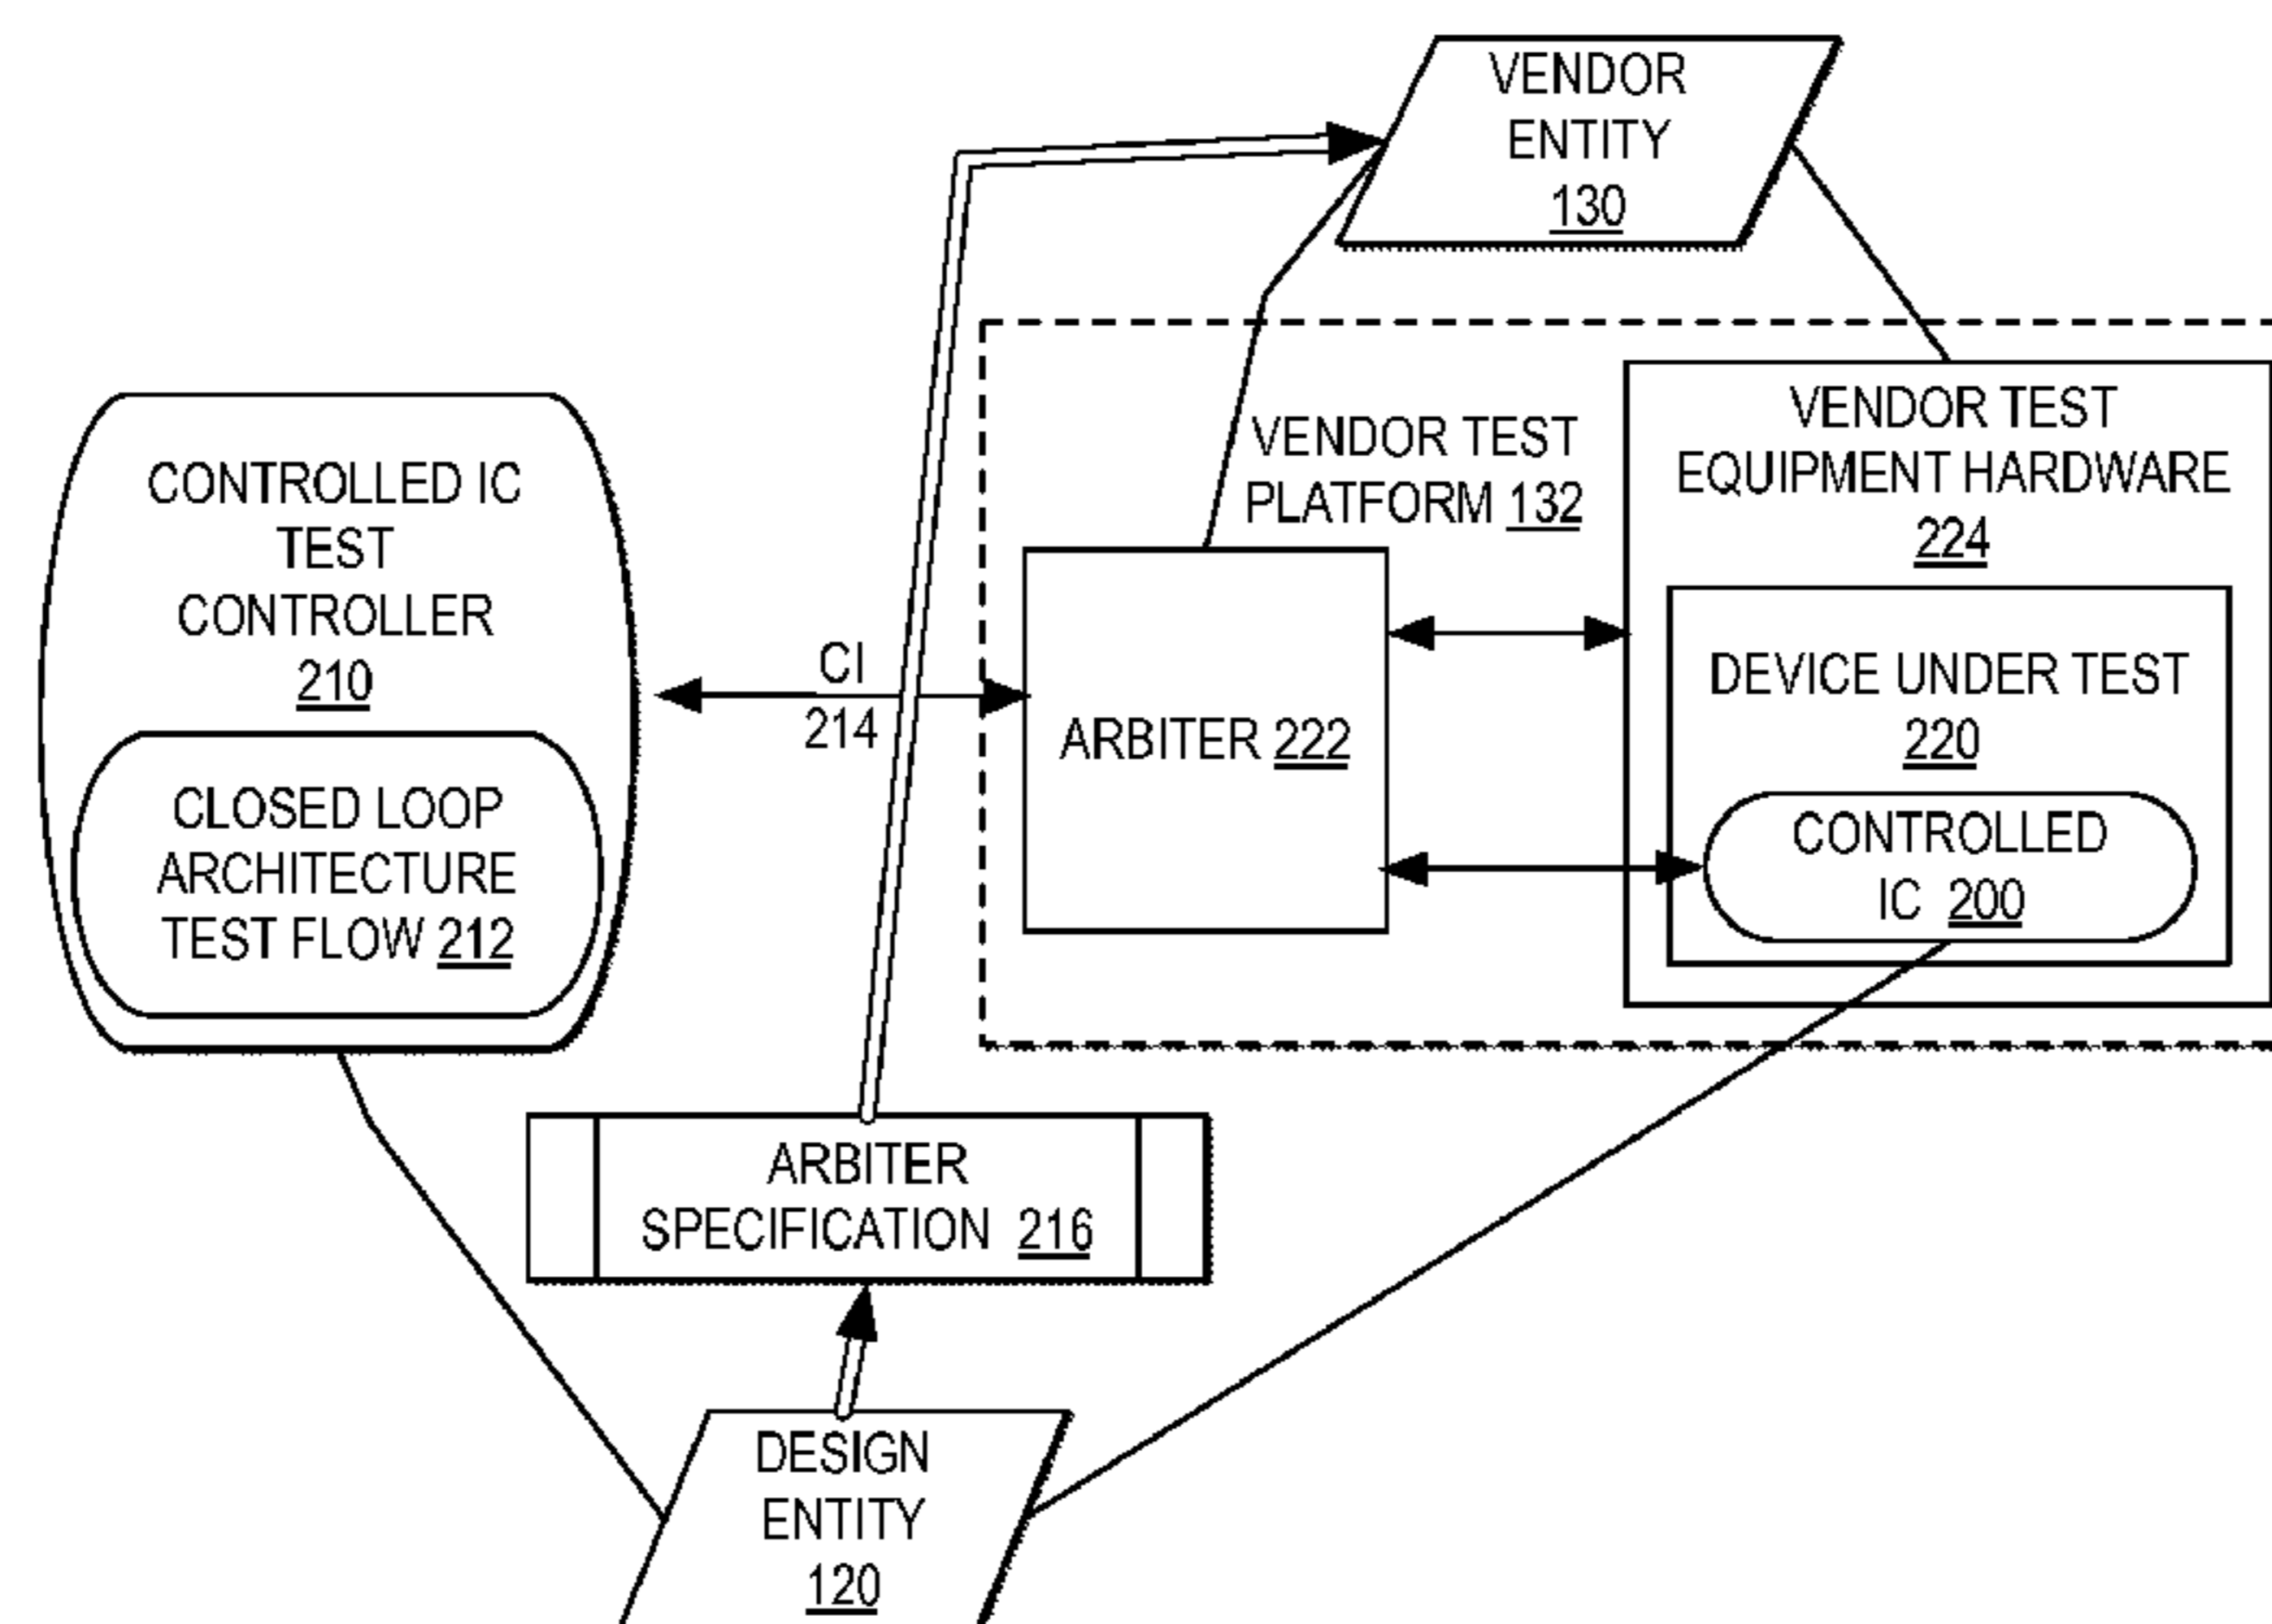 VENDOR
ENTITY
130
VENDOR TEST
PLATFORM 132
VENDOR TEST
EQUIPMENT HARDWARE
224
CONTROLLED IC
TEST
CONTROLLER
210
CLOSED LOOP
ARCHITECTURE
TEST FLOW 212
CI
214
ARBITER 222
DEVICE UNDER TEST
220
CONTROLLED
IC 200
ARBITER
SPECIFICATION 216
DESIGN
ENTITY
120